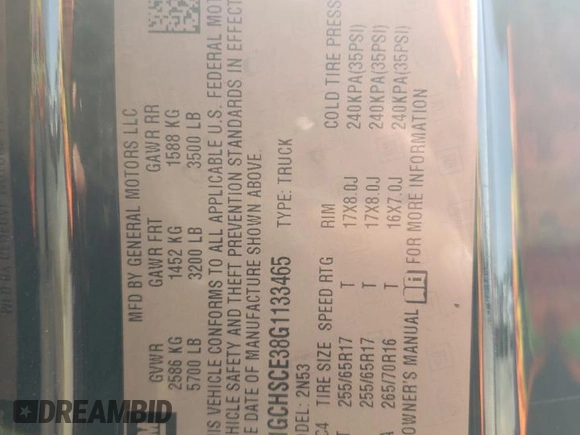 MFD BY GENERAL MOTORS LLC
GVWR GAWR FRT GAWR RR
2586 KG 1452 KG 1588 KG
5700 LB 3200 LB 3500 LB
IS VEHICLE CONFORMS TO ALL APPLICABLE U.S. FEDERAL MOT
HICLE SAFETY AND THEFT PREVENTION STANDARDS IN EFFECT
E DATE OF MANUFACTURE SHOWN ABOVE.
GCHSCE38G1133465 TYPE: TRUCK
ODEL: 2N53
TIRE SIZE SPEED RTG RIM COLD TIRE PRESS
255/65R17 T 17X8.0J 240KPA(35PSI)
255/65R17 T 17X8.0J 240KPA(35PSI)
265/70R16 T 16X7.0J 240KPA(35PSI)
OWNER'S MANUAL FOR MORE INFORMATION
DREAMBID